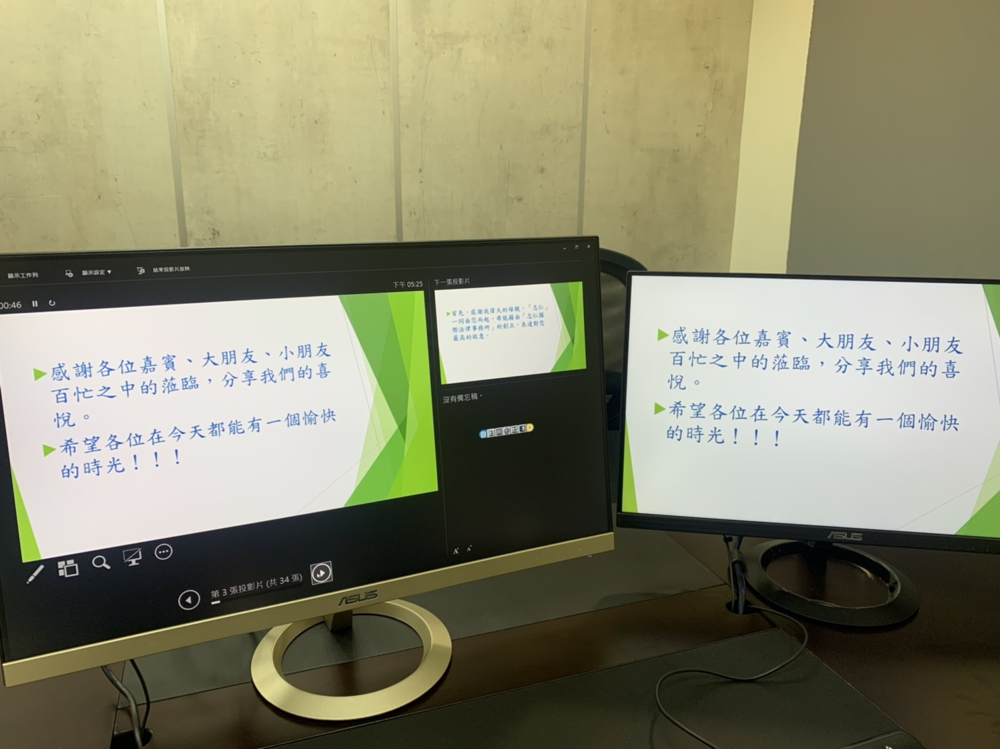 顯示工作列
顯示設定 ▼
結束投影片放映
00:46
下午 05:25
感謝各位嘉賓、大朋友、小朋友
百忙之中的蒞臨，分享我們的喜
悅。
希望各位在今天都能有一個愉快
的時光！！！
下一張投影片
首先，感謝我偉大的母親，「志仁」
一詞由您而起，希能藉由「志仁國
際法律事務所」的創立，表達對您
最高的敬意。
沒有備忘稿。
注
@正
第 3 張投影片 (共 34 張)
ASUS
感謝各位嘉賓、大朋友、小朋友
百忙之中的蒞臨，分享我們的喜
悅。
希望各位在今天都能有一個愉快
的時光！！！
ASUS